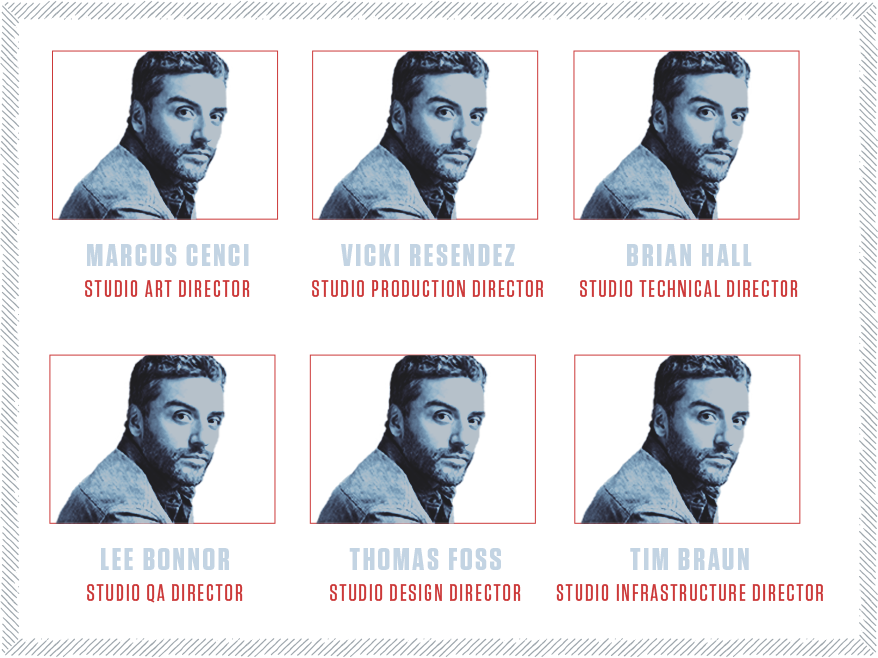 MARCUS CENCI
STUDIO ART DIRECTOR
VICKI RESENDEZ
STUDIO PRODUCTION DIRECTOR
BRIAN HALL
STUDIO TECHNICAL DIRECTOR
LEE BONNOR
STUDIO QA DIRECTOR
THOMAS FOSS
STUDIO DESIGN DIRECTOR
TIM BRAUN
STUDIO INFRASTRUCTURE DIRECTOR